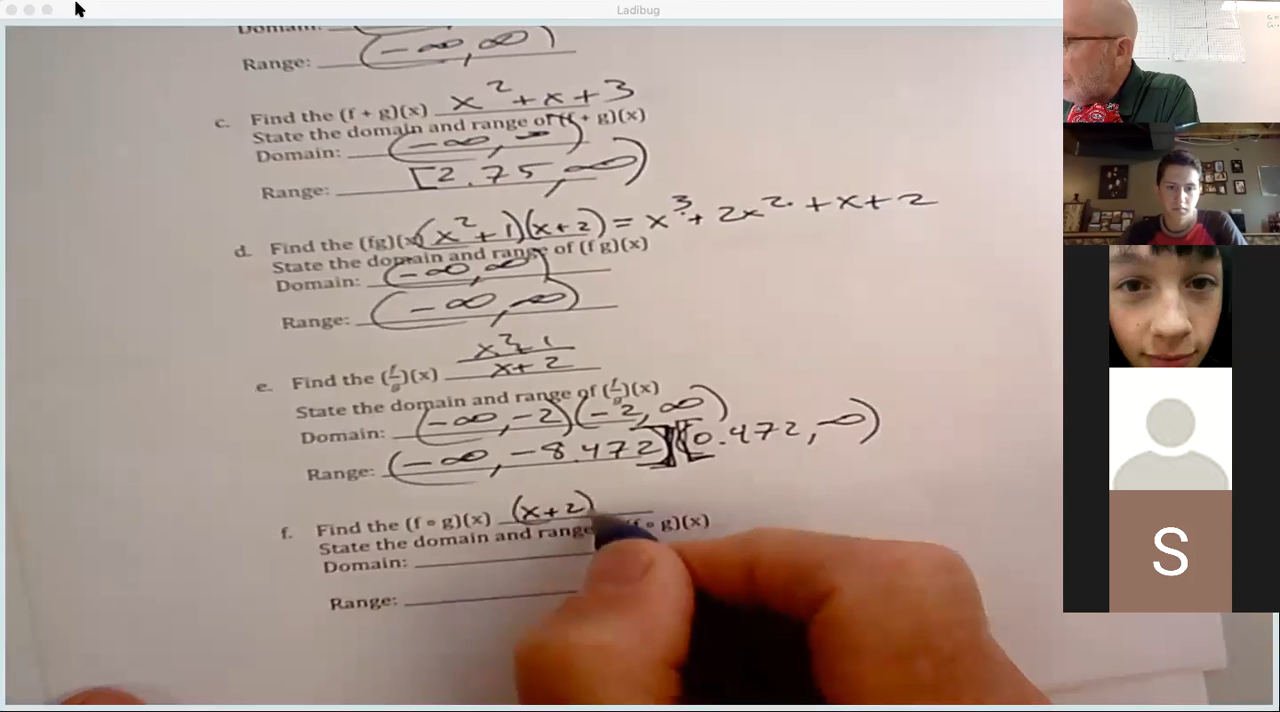 Ladibug
Domain:
Range: (-∞, ∞)
c. Find the (f + g)(x) x² + x + 3
State the domain and range of (f + g)(x)
Domain: (-∞, ∞)
Range: [2.75, ∞)
d. Find the (fg)(x) (x² + 1)(x + 2) = x³ + 2x² + x + 2
State the domain and range of (f g)(x)
Domain: (-∞, ∞)
Range: (-∞, ∞)
e. Find the (f/g)(x) x² + 1 / x + 2
State the domain and range of (f/g)(x)
Domain: (-∞, -2)(-2, ∞)
Range: (-∞, -8.472][0.472, ∞)
f. Find the (f ∘ g)(x) (x + 2)
State the domain and range (f ∘ g)(x)
Domain:
Range:
S